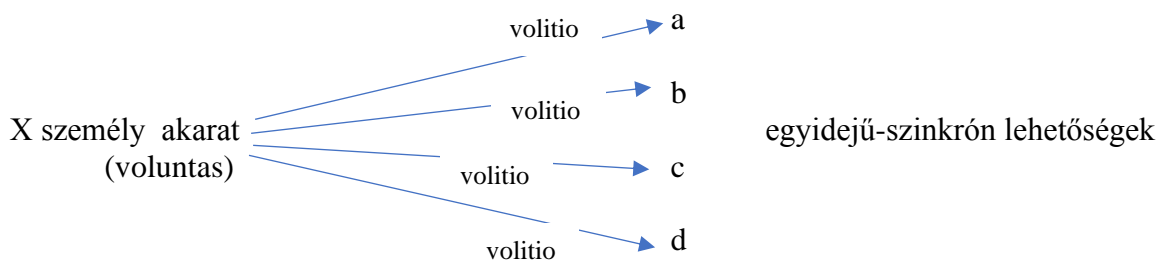 volitio a
volitio b
X személy akarat egyidejű-szinkrón lehetőségek
(voluntas)
volitio c
volitio d